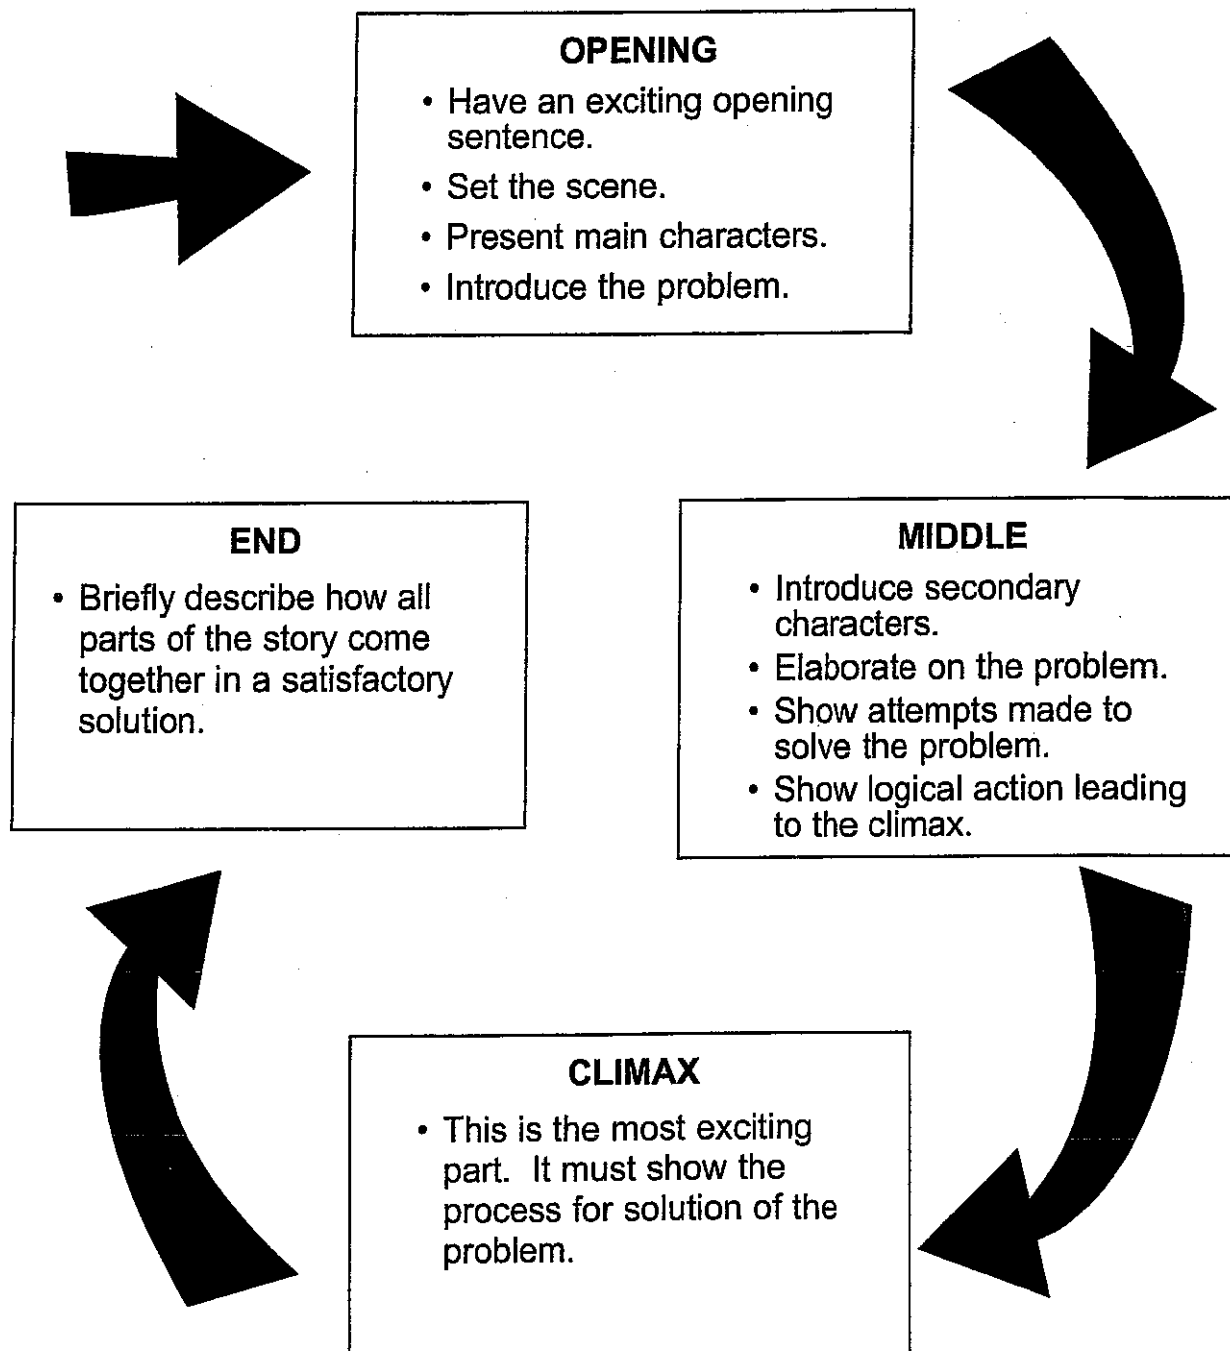 OPENING
• Have an exciting opening
sentence.
• Set the scene.
• Present main characters.
• Introduce the problem.
MIDDLE
• Introduce secondary
characters.
• Elaborate on the problem.
• Show attempts made to
solve the problem.
• Show logical action leading
to the climax.
CLIMAX
• This is the most exciting
part. It must show the
process for solution of the
problem.
END
• Briefly describe how all
parts of the story come
together in a satisfactory
solution.